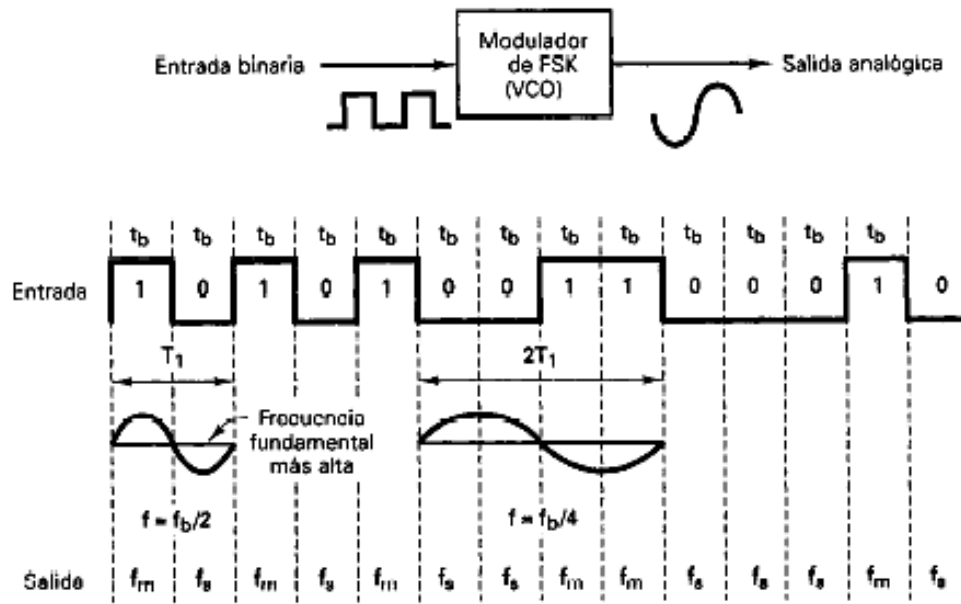 Entrada binaria
Modulador
de FSK
(VCO)
Salida analógica
t_b t_b t_b t_b t_b t_b t_b t_b t_b t_b t_b t_b t_b
Entrada 1 0 1 0 1 0 0 1 1 0 0 0 1 0
T₁ 2T₁
Frecuencia
fundamental
más alta
f = f_b/2 f = f_b/4
Salida f_m f_s f_m f_s f_m f_s f_s f_m f_m f_s f_s f_s f_m f_s